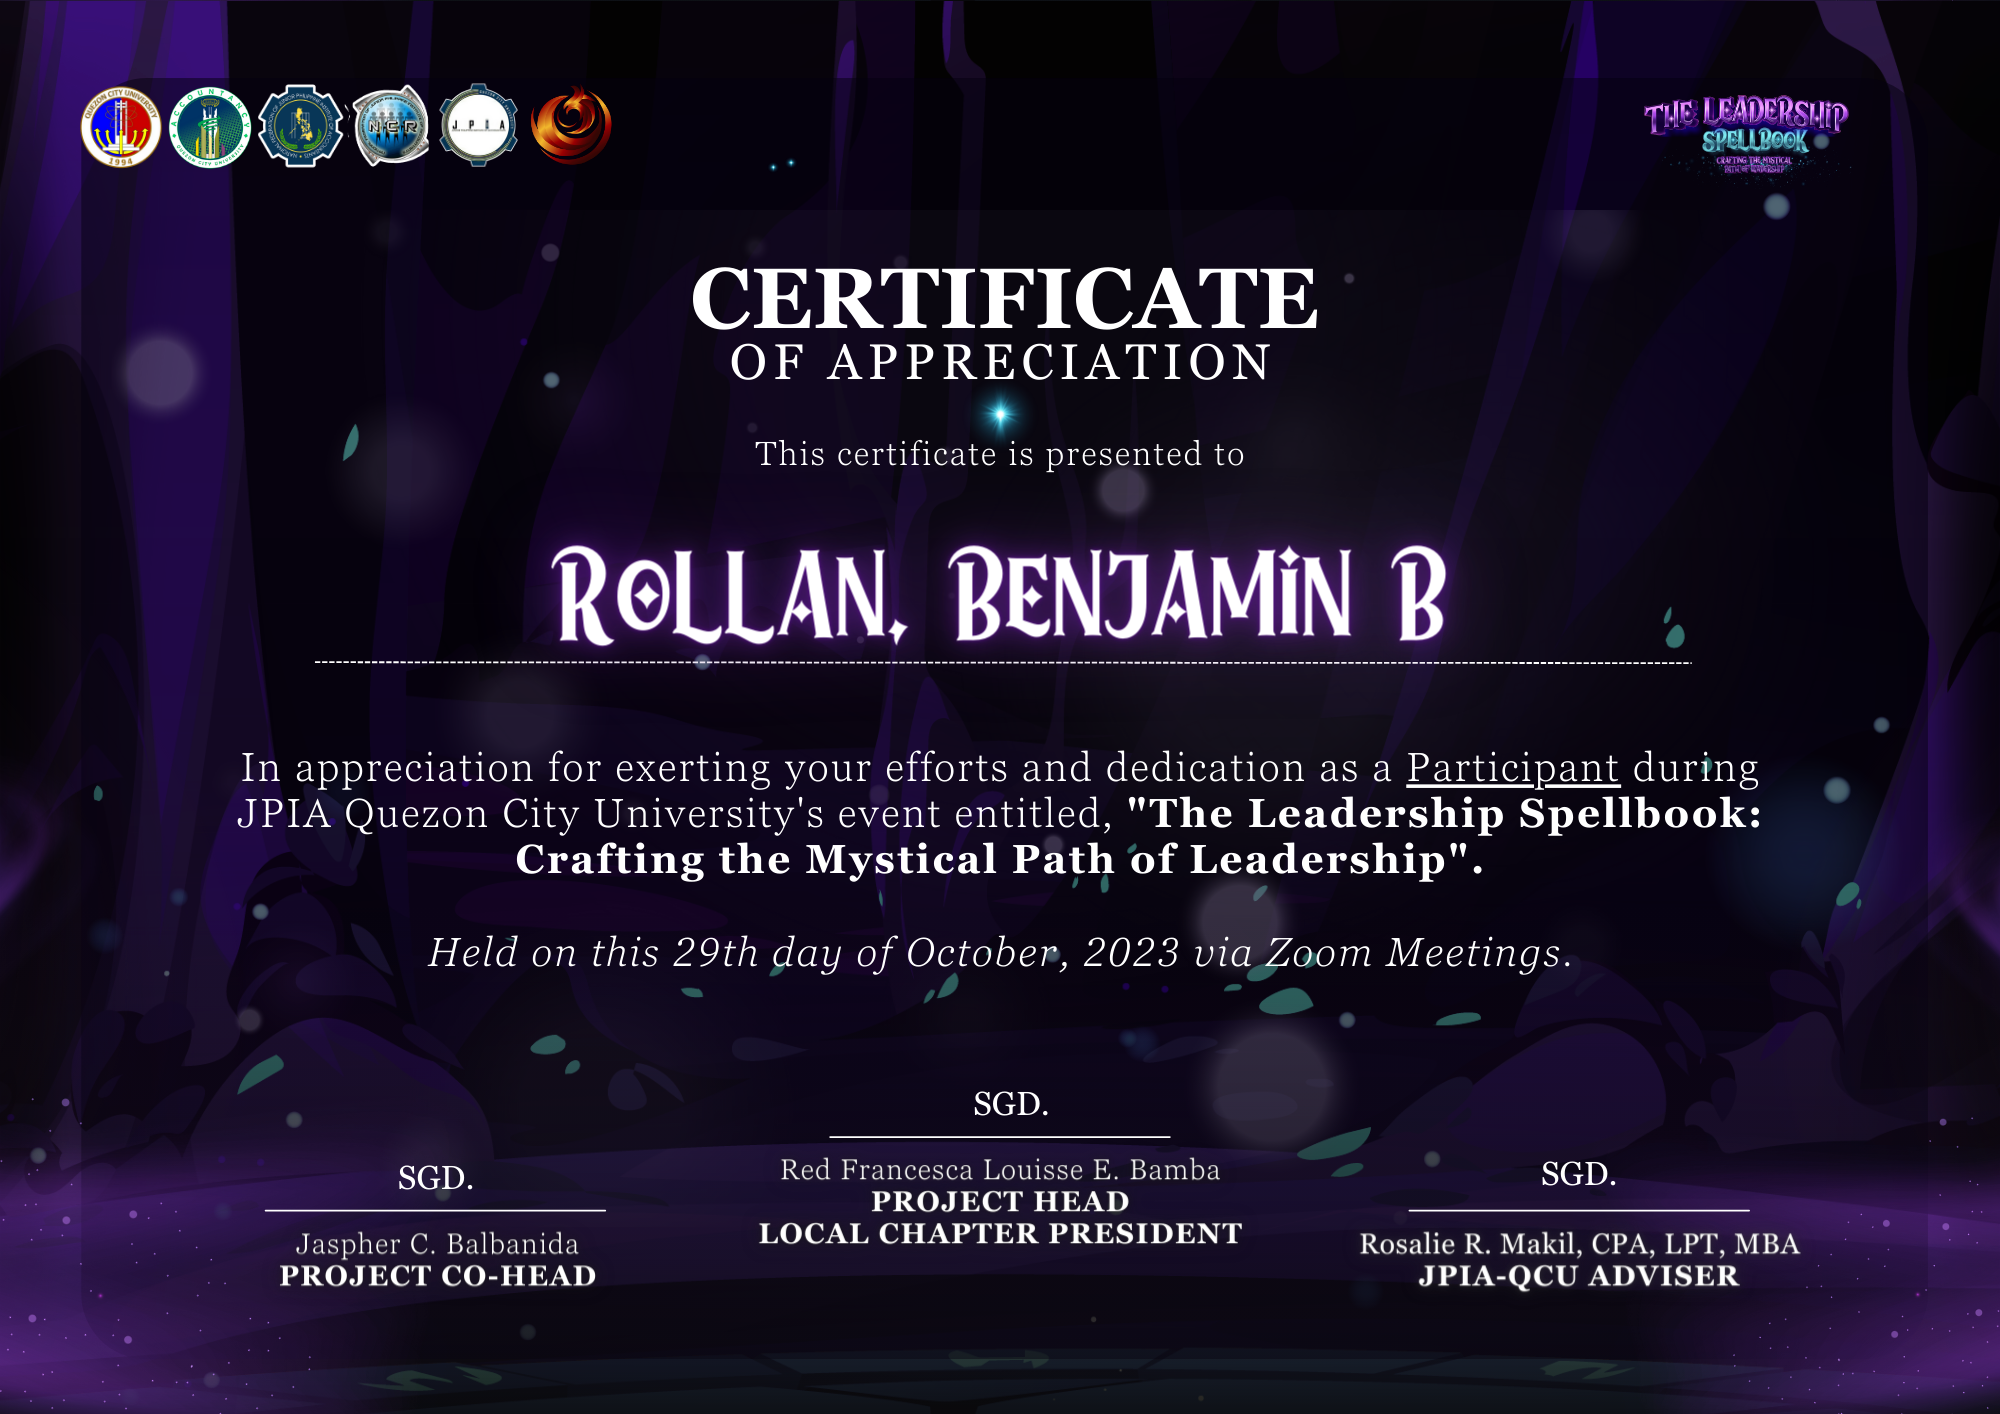 QUEZON CITY UNIVERSITY
1994
ACCOUNTANCY
QUEZON CITY UNIVERSITY
NCR
JPIA
THE LEADERSHIP
SPELLBOOK
CRAFTING THE MYSTICAL
PATH OF LEADERSHIP
CERTIFICATE
OF APPRECIATION
This certificate is presented to
ROLLAN, BENJAMIN B
In appreciation for exerting your efforts and dedication as a Participant during
JPIA Quezon City University's event entitled, "The Leadership Spellbook:
Crafting the Mystical Path of Leadership".
Held on this 29th day of October, 2023 via Zoom Meetings.
SGD.
Jaspher C. Balbanida
PROJECT CO-HEAD
SGD.
Red Francesca Louisse E. Bamba
PROJECT HEAD
LOCAL CHAPTER PRESIDENT
SGD.
Rosalie R. Makil, CPA, LPT, MBA
JPIA-QCU ADVISER